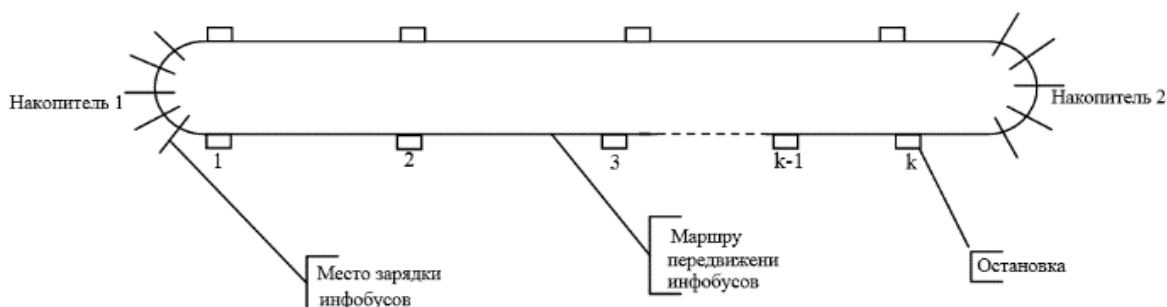 Накопитель 1
Накопитель 2
1
2
3
k-1
k
Место зарядки
инфобусов
Маршру
передвижени
инфобусов
Остановка